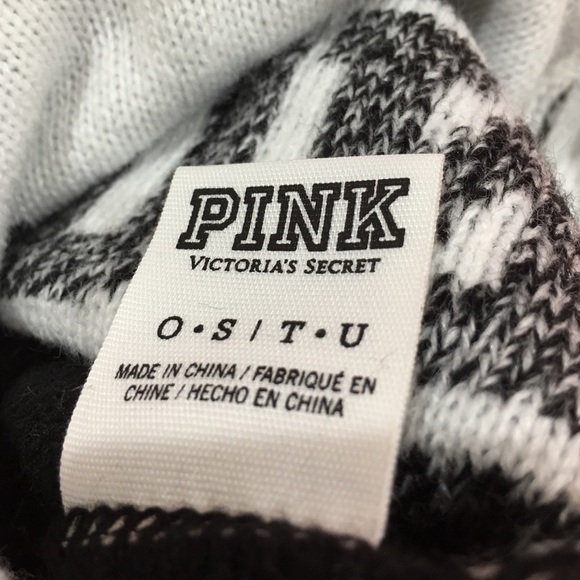 PINK
VICTORIA'S SECRET
O • S / T • U
MADE IN CHINA / FABRIQUÉ EN
CHINE / HECHO EN CHINA